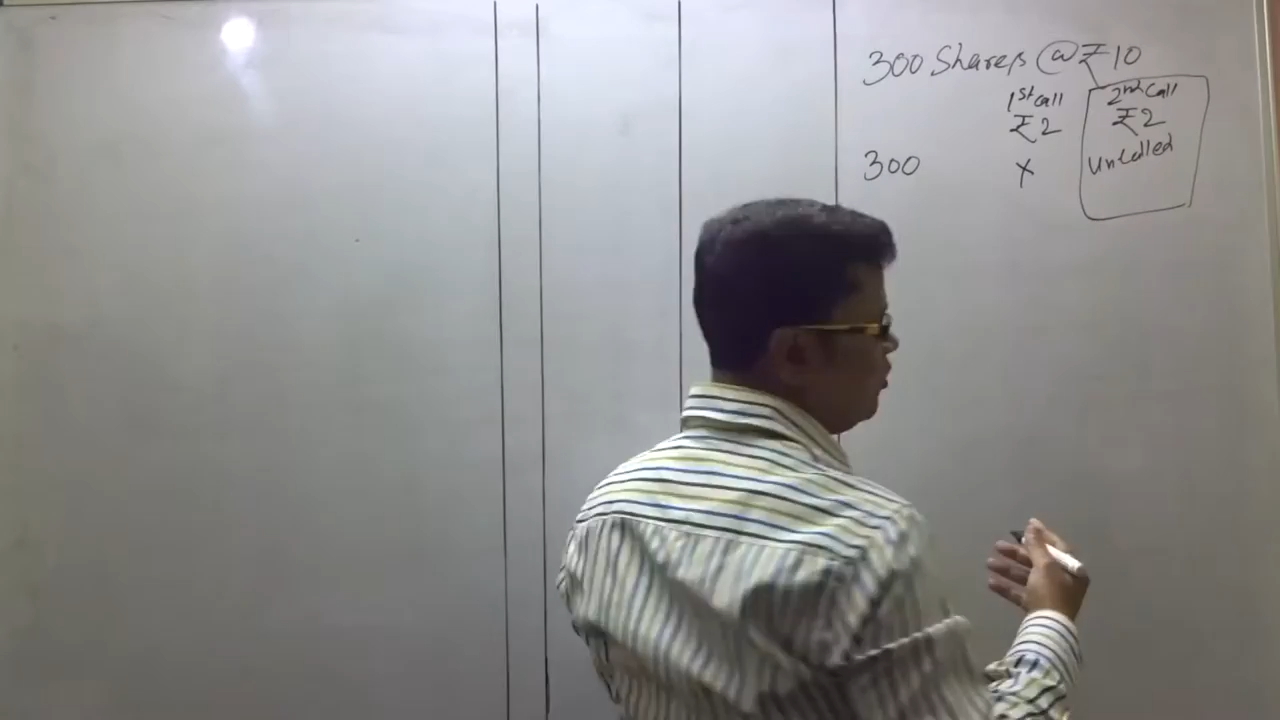 300 Shares @ ₹10
1st Call 2nd Call
₹2 ₹2
300 X Uncalled